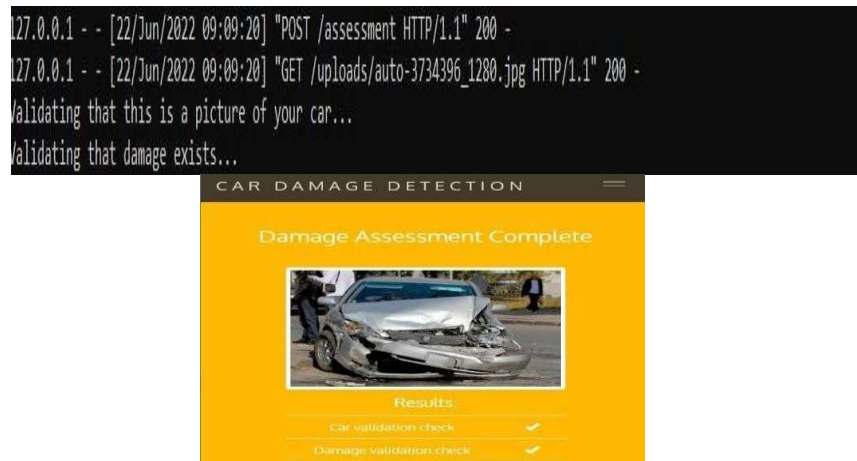 127.0.0.1 - - [22/Jun/2022 09:09:20] "POST /assessment HTTP/1.1" 200 -
127.0.0.1 - - [22/Jun/2022 09:09:20] "GET /uploads/auto-3734396_1280.jpg HTTP/1.1" 200 -
Validating that this is a picture of your car...
Validating that damage exists...
CAR DAMAGE DETECTION
Damage Assessment Complete
Results:
Car validation check ✔
Damage validation check ✔